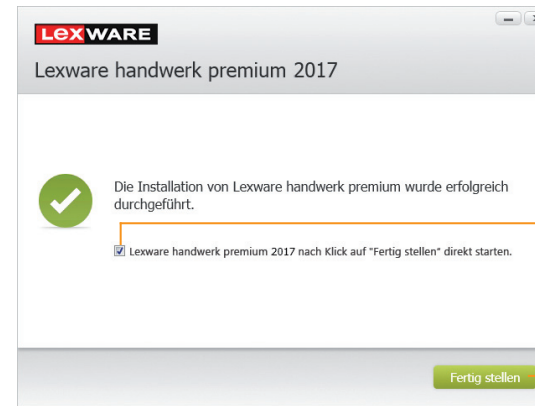 LEXWARE
Lexware handwerk premium 2017
Die Installation von Lexware handwerk premium wurde erfolgreich
durchgeführt.
Lexware handwerk premium 2017 nach Klick auf "Fertig stellen" direkt starten.
Fertig stellen